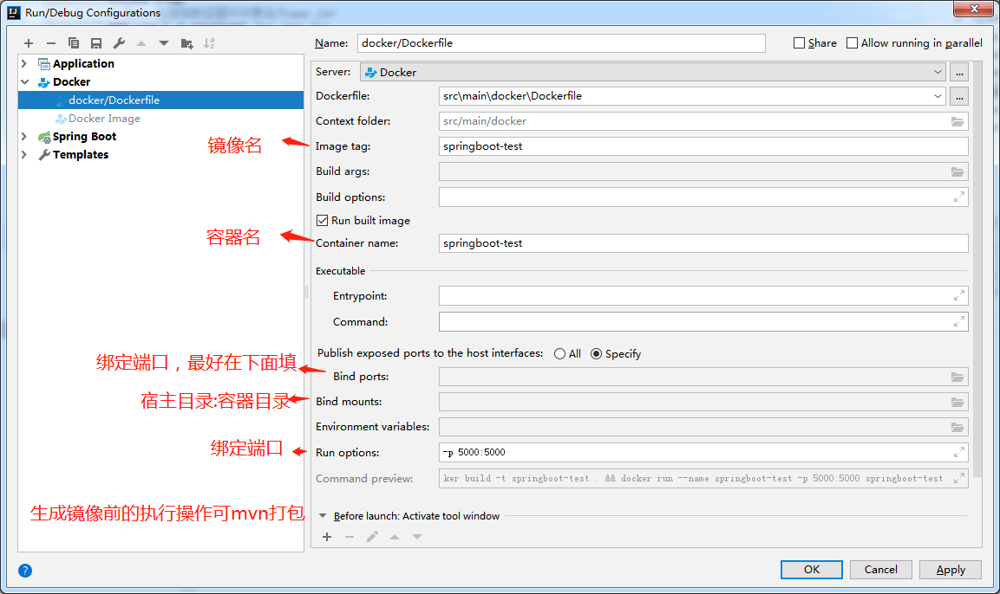 Run/Debug Configurations
Name: docker/Dockerfile
Share
Allow running in parallel
Application
Docker
docker/Dockerfile
Docker Image
Spring Boot
Templates
Server: Docker ...
Dockerfile: src\main\docker\Dockerfile ...
Context folder: src/main/docker
镜像名
Image tag: springboot-test
Build args:
Build options:
Run built image
容器名
Container name: springboot-test
Executable
Entrypoint:
Command:
Publish exposed ports to the host interfaces: All Specify
绑定端口，最好在下面填
Bind ports:
宿主目录:容器目录
Bind mounts:
Environment variables:
绑定端口
Run options: -p 5000:5000
Command preview: ker build -t springboot-test . && docker run --name springboot-test -p 5000:5000 springboot-test
生成镜像前的执行操作可mvn打包
Before launch: Activate tool window
?
OK
Cancel
Apply